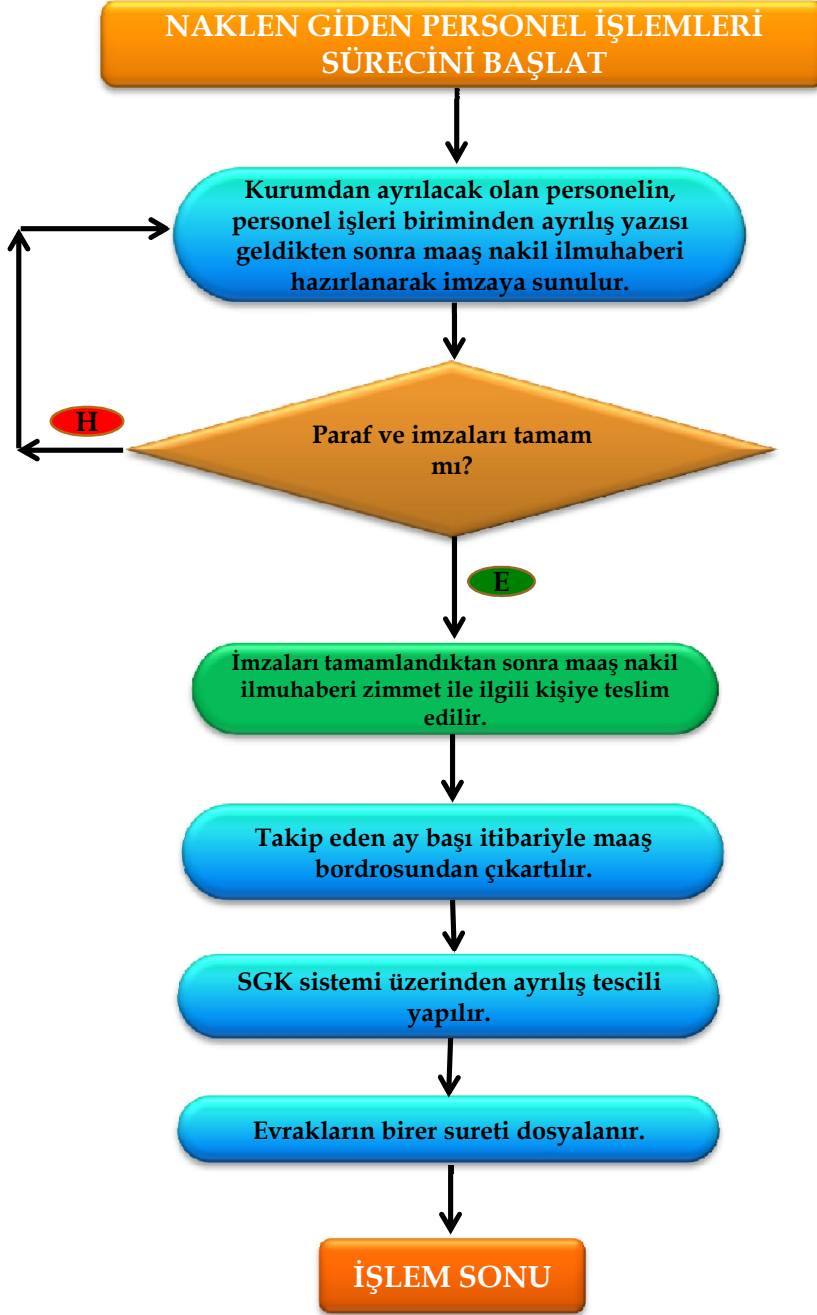 NAKLEN GİDEN PERSONEL İŞLEMLERİ
SÜRECİNİ BAŞLAT
Kurumdan ayrılacak olan personelin,
personel işleri biriminden ayrılış yazısı
geldikten sonra maaş nakil ilmuhaberi
hazırlanarak imzaya sunulur.
H
Paraf ve imzaları tamam
mı?
E
İmzaları tamamlandıktan sonra maaş nakil
ilmuhaberi zimmet ile ilgili kişiye teslim
edilir.
Takip eden ay başı itibariyle maaş
bordrosundan çıkartılır.
SGK sistemi üzerinden ayrılış tescili
yapılır.
Evrakların birer sureti dosyalanır.
İŞLEM SONU